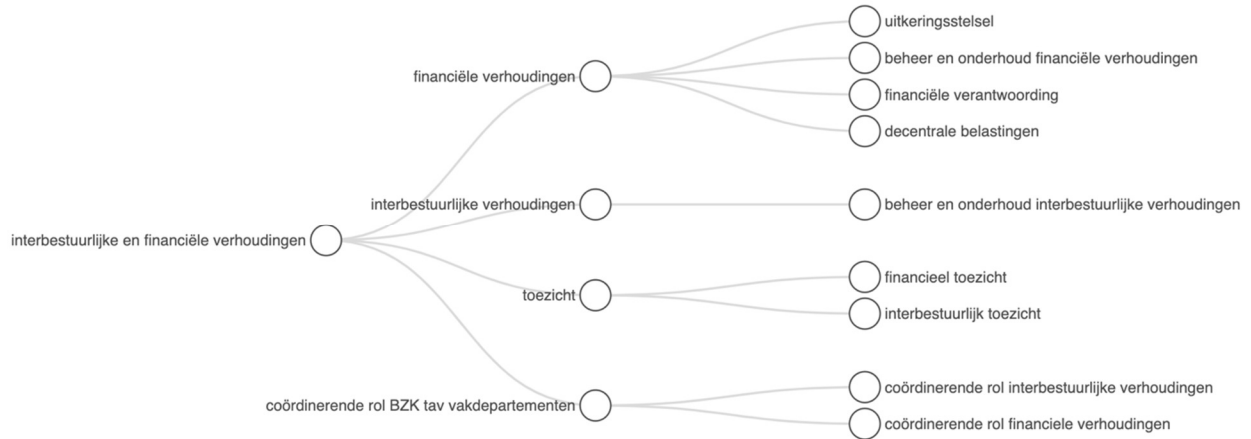 interbestuurlijke en financiële verhoudingen
financiële verhoudingen
uitkeringsstelsel
beheer en onderhoud financiële verhoudingen
financiële verantwoording
decentrale belastingen
interbestuurlijke verhoudingen
beheer en onderhoud interbestuurlijke verhoudingen
toezicht
financieel toezicht
interbestuurlijk toezicht
coördinerende rol BZK tav vakdepartementen
coördinerende rol interbestuurlijke verhoudingen
coördinerende rol financiele verhoudingen